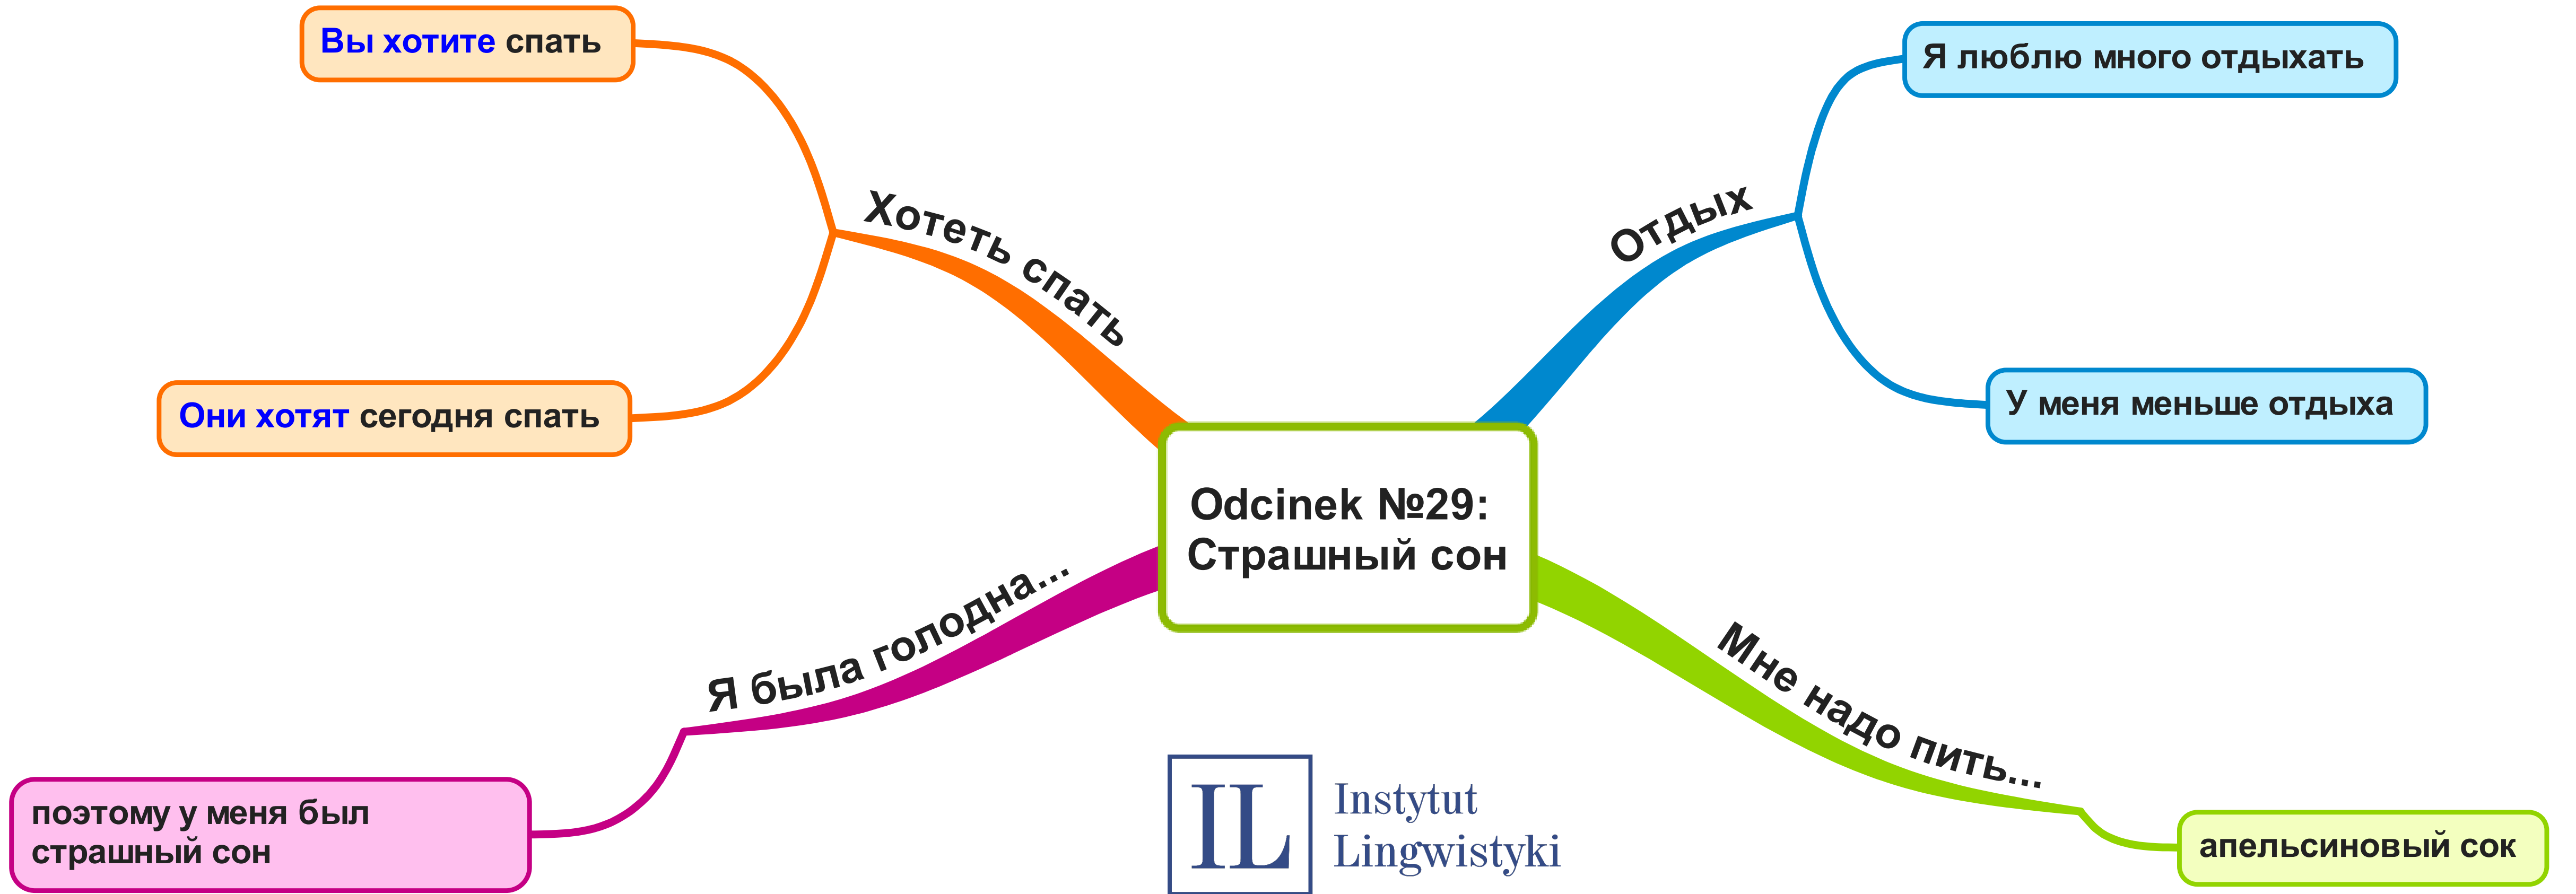 Odcinek №29:
Страшный сон
Хотеть спать
Вы хотите спать
Они хотят сегодня спать
Отдых
Я люблю много отдыхать
У меня меньше отдыха
Я была голодна...
поэтому у меня был
страшный сон
Мне надо пить...
апельсиновый сок
IL
Instytut
Lingwistyki